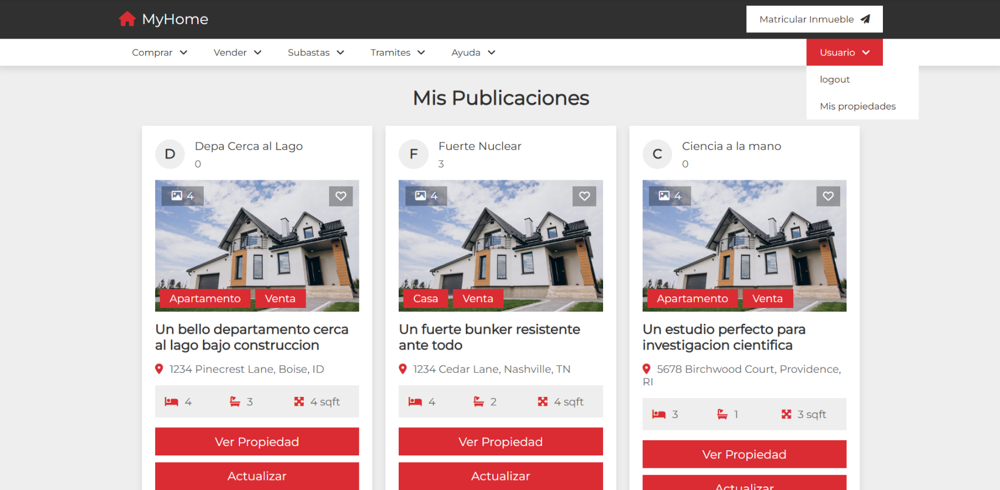 MyHome
Matricular Inmueble
Comprar
Vender
Subastas
Tramites
Ayuda
Usuario
logout
Mis propiedades
Mis Publicaciones
D
Depa Cerca al Lago
0
4
Apartamento
Venta
Un bello departamento cerca
al lago bajo construccion
1234 Pinecrest Lane, Boise, ID
4
3
4 sqft
Ver Propiedad
Actualizar
F
Fuerte Nuclear
3
4
Casa
Venta
Un fuerte bunker resistente
ante todo
1234 Cedar Lane, Nashville, TN
4
2
4 sqft
Ver Propiedad
Actualizar
C
Ciencia a la mano
0
4
Apartamento
Venta
Un estudio perfecto para
investigacion cientifica
5678 Birchwood Court, Providence,
RI
3
1
3 sqft
Ver Propiedad
Actualizar